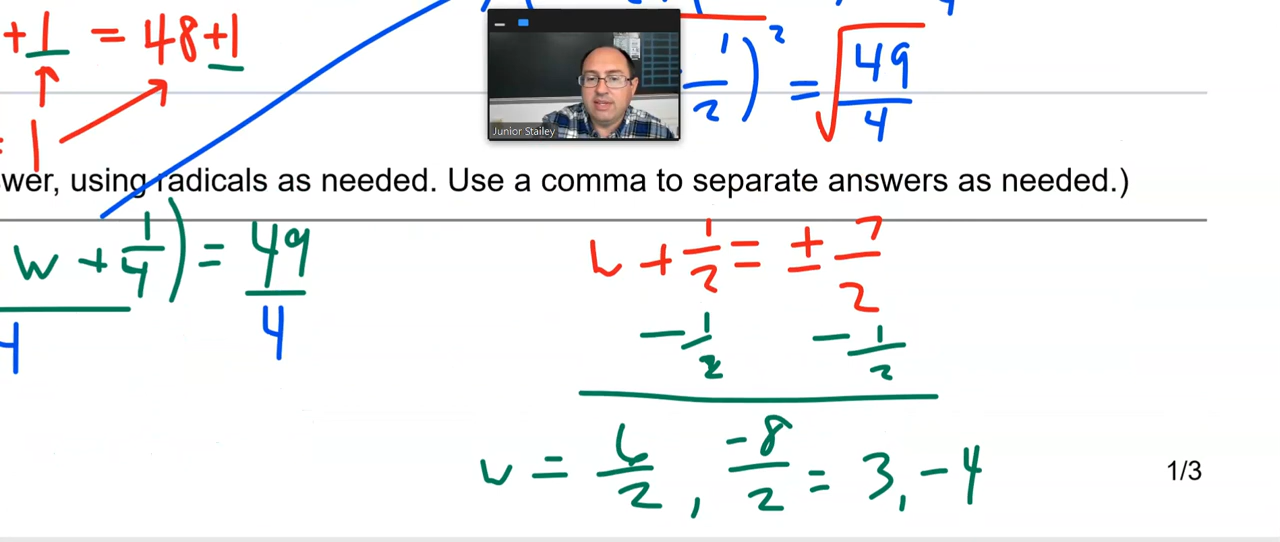 +1 = 48+1
1
1/2)² = √49/4
Junior Stailey
wer, using radicals as needed. Use a comma to separate answers as needed.)
w + 1/4) = 49/4
4
w + 1/2 = ± 7/2
- 1/2 - 1/2
w = 6/2, -8/2 = 3, -4
1/3